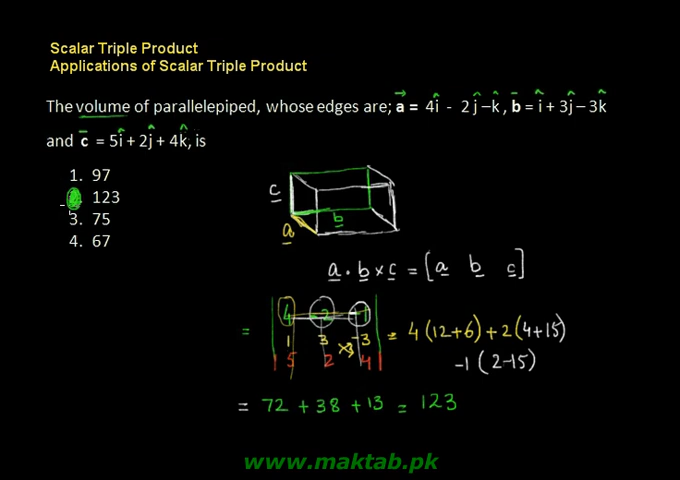 Scalar Triple Product
Applications of Scalar Triple Product
The volume of parallelepiped, whose edges are; a = 4i - 2j-k, b = i + 3j- 3k
and c = 5i + 2j + 4k, is
1. 97
123
3. 75
4. 67
c
b
a
a . b × c = [a b c]
= | 4 -2 -1 | = 4(12+6) + 2(4+15)
1 3 -3
×3
| 5 2 4 | -1(2-15)
= 72 + 38 + 13 = 123
www.maktab.pk